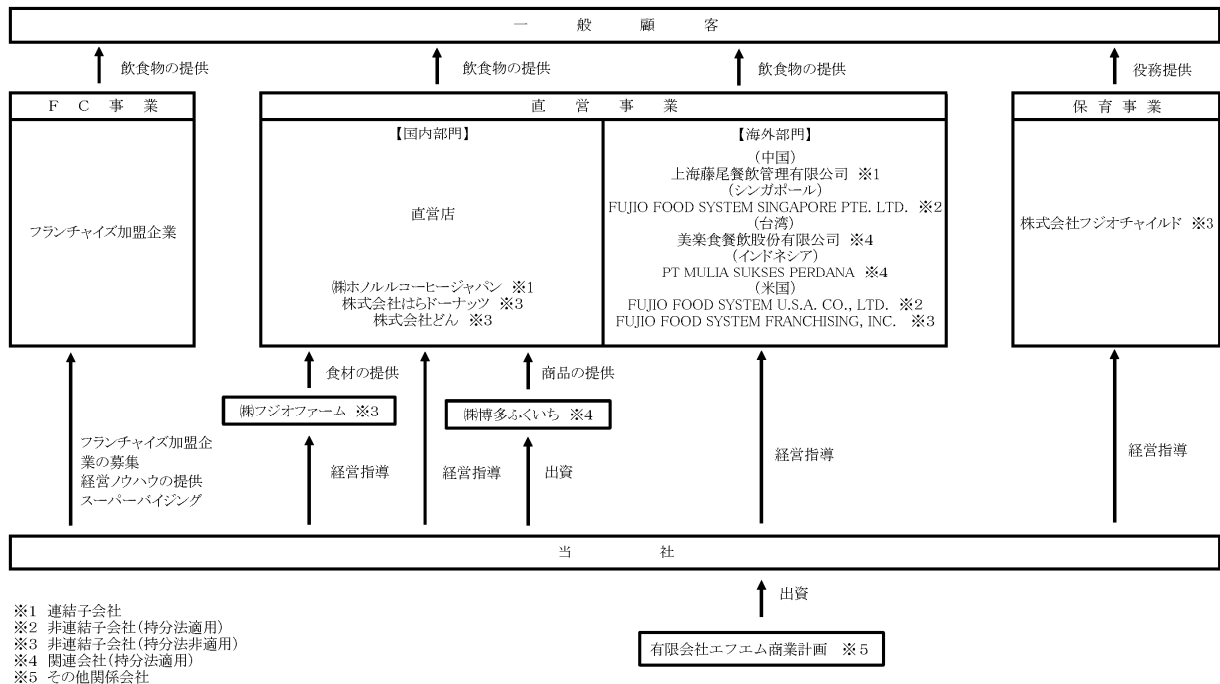 一般顧客
飲食物の提供
飲食物の提供
飲食物の提供
役務提供
FC事業
直営事業
保育事業
フランチャイズ加盟企業
【国内部門】
直営店
㈱ホノルルコーヒージャパン ※1
株式会社はらドーナッツ ※3
株式会社どん ※3
【海外部門】
(中国)
上海藤尾餐飲管理有限公司 ※1
(シンガポール)
FUJIO FOOD SYSTEM SINGAPORE PTE. LTD. ※2
(台湾)
美楽食餐飲股份有限公司 ※4
(インドネシア)
PT MULIA SUKSES PERDANA ※4
(米国)
FUJIO FOOD SYSTEM U.S.A. CO., LTD. ※2
FUJIO FOOD SYSTEM FRANCHISING, INC. ※3
株式会社フジオチャイルド ※3
食材の提供
商品の提供
㈱フジオファーム ※3
㈱博多ふくいち ※4
フランチャイズ加盟企
業の募集
経営ノウハウの提供
スーパーバイジング
経営指導
経営指導
出資
経営指導
経営指導
当社
出資
有限会社エフエム商業計画 ※5
※1 連結子会社
※2 非連結子会社(持分法適用)
※3 非連結子会社(持分法非適用)
※4 関連会社(持分法適用)
※5 その他関係会社